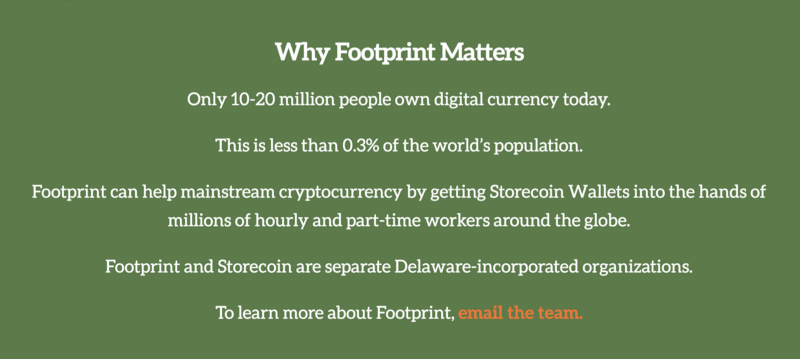 Why Footprint Matters
Only 10-20 million people own digital currency today.
This is less than 0.3% of the world's population.
Footprint can help mainstream cryptocurrency by getting Storecoin Wallets into the hands of
millions of hourly and part-time workers around the globe.
Footprint and Storecoin are separate Delaware-incorporated organizations.
To learn more about Footprint, email the team.